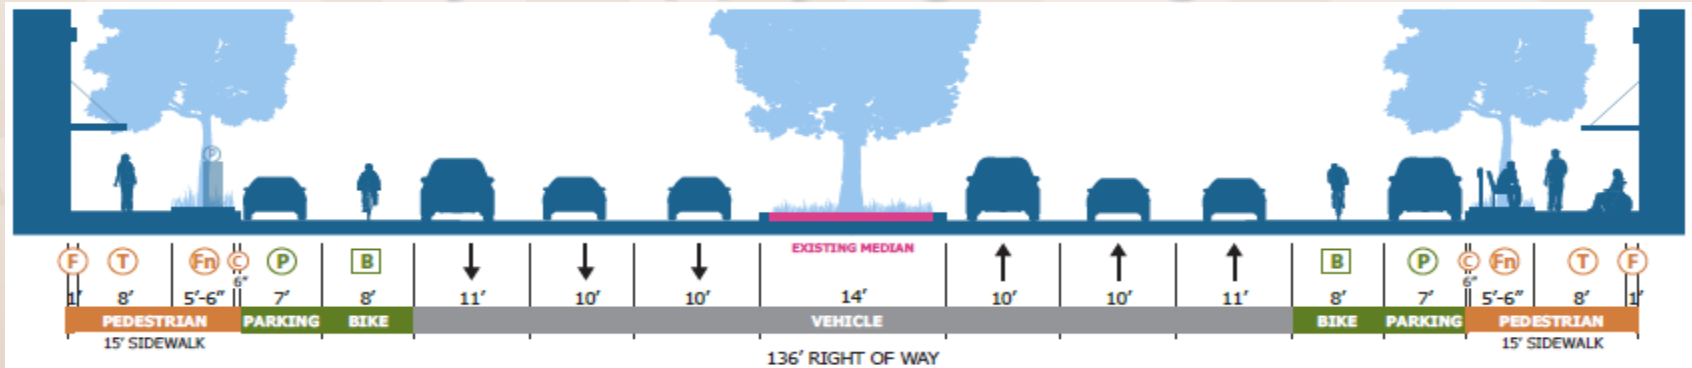 P
EXISTING MEDIAN
F T Fn C P B B P C Fn T F
6" 6"
1' 8' 5'-6" 7' 8' 11' 10' 10' 14' 10' 10' 11' 8' 7' 5'-6" 8' 1'
PEDESTRIAN PARKING BIKE VEHICLE BIKE PARKING PEDESTRIAN
15' SIDEWALK 15' SIDEWALK
136' RIGHT OF WAY